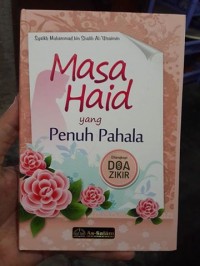 Syaikh Muhammad bin Shalih Al-'Utsaimin
Masa
Haid
yang
Penuh Pahala
DOA
ZIKIR